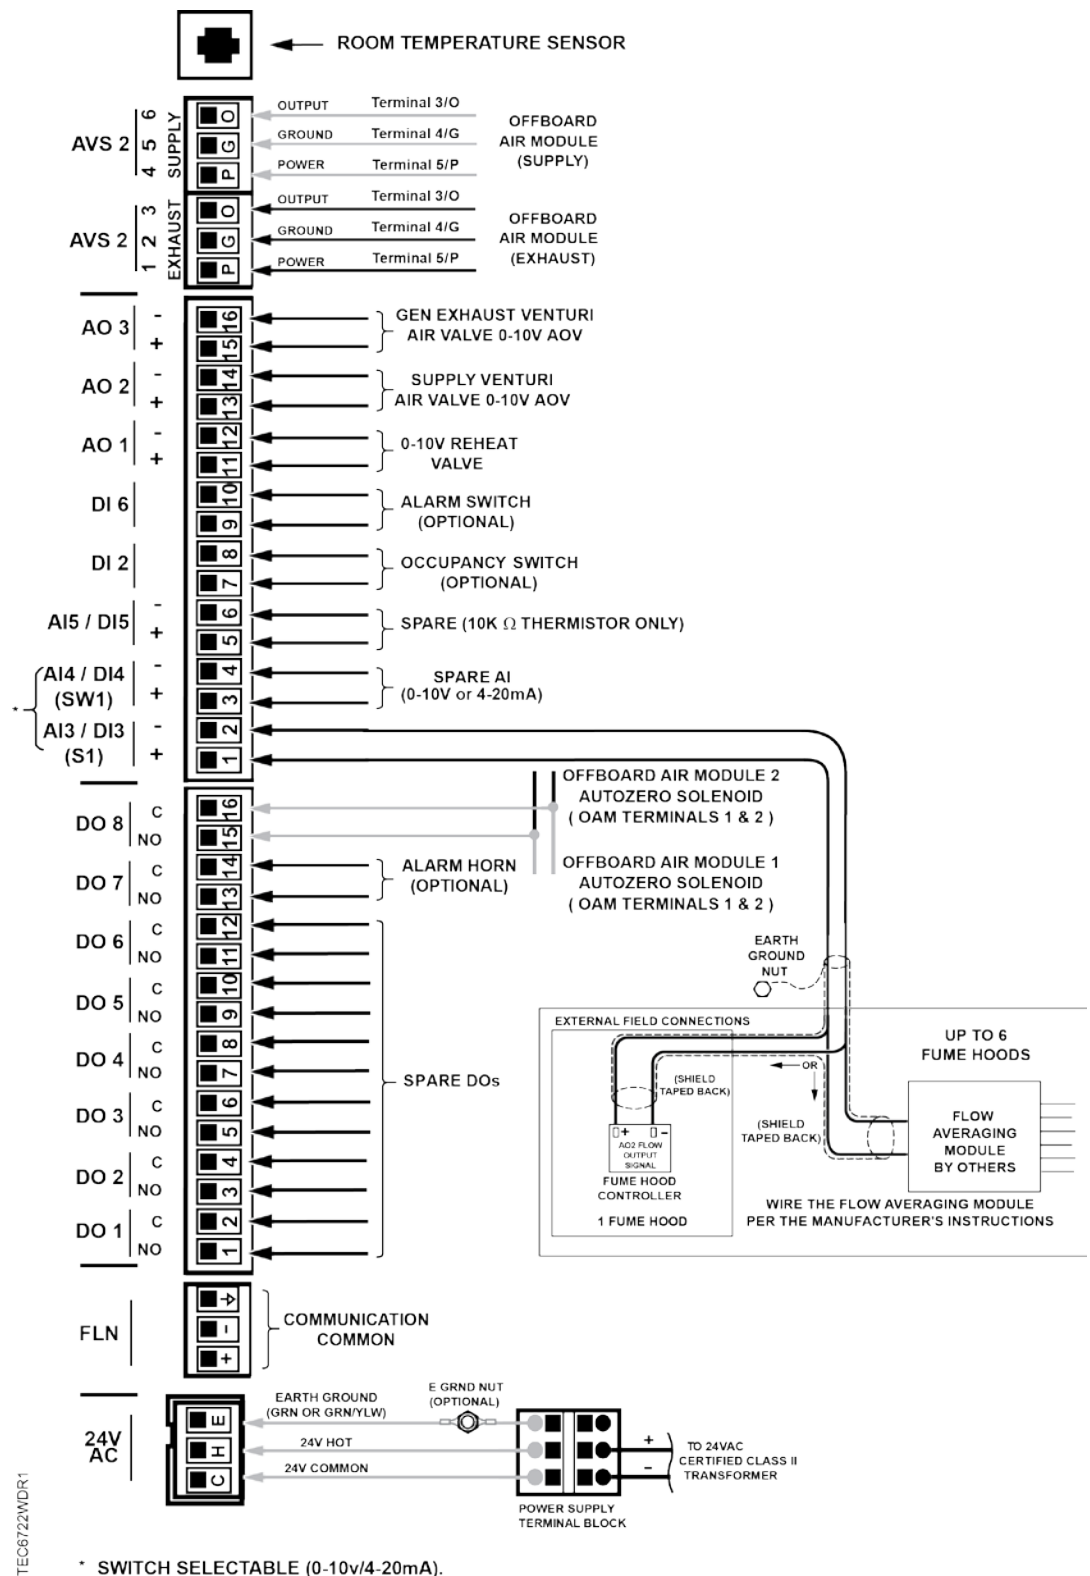 ROOM TEMPERATURE SENSOR
AVS 2
4 5 6
SUPPLY
O
G
P
OUTPUT Terminal 3/O
GROUND Terminal 4/G
POWER Terminal 5/P
OFFBOARD
AIR MODULE
(SUPPLY)
AVS 2
1 2 3
EXHAUST
O
G
P
OUTPUT Terminal 3/O
GROUND Terminal 4/G
POWER Terminal 5/P
OFFBOARD
AIR MODULE
(EXHAUST)
AO 3
- 16
+ 15
GEN EXHAUST VENTURI
AIR VALVE 0-10V AOV
AO 2
- 14
+ 13
SUPPLY VENTURI
AIR VALVE 0-10V AOV
AO 1
- 12
+ 11
0-10V REHEAT
VALVE
DI 6
10
9
ALARM SWITCH
(OPTIONAL)
DI 2
8
7
OCCUPANCY SWITCH
(OPTIONAL)
AI5 / DI5
- 6
+ 5
SPARE (10K Ω THERMISTOR ONLY)
*
AI4 / DI4
(SW1)
- 4
+ 3
SPARE AI
(0-10V or 4-20mA)
AI3 / DI3
(S1)
- 2
+ 1
DO 8
C 16
NO 15
OFFBOARD AIR MODULE 2
AUTOZERO SOLENOID
( OAM TERMINALS 1 & 2 )
OFFBOARD AIR MODULE 1
AUTOZERO SOLENOID
( OAM TERMINALS 1 & 2 )
DO 7
C 14
NO 13
ALARM HORN
(OPTIONAL)
DO 6
C 12
NO 11
DO 5
C 10
NO 9
DO 4
C 8
NO 7
SPARE DOs
DO 3
C 6
NO 5
DO 2
C 4
NO 3
DO 1
C 2
NO 1
EARTH
GROUND
NUT
EXTERNAL FIELD CONNECTIONS
UP TO 6
FUME HOODS
OR
(SHIELD
TAPED BACK)
(SHIELD
TAPED BACK)
+ -
AO2 FLOW
OUTPUT
SIGNAL
FUME HOOD
CONTROLLER
1 FUME HOOD
FLOW
AVERAGING
MODULE
BY OTHERS
WIRE THE FLOW AVERAGING MODULE
PER THE MANUFACTURER'S INSTRUCTIONS
FLN
-
+
COMMUNICATION
COMMON
24V
AC
E
H
C
EARTH GROUND
(GRN OR GRN/YLW)
E GRND NUT
(OPTIONAL)
24V HOT
24V COMMON
+
-
TO 24VAC
CERTIFIED CLASS II
TRANSFORMER
POWER SUPPLY
TERMINAL BLOCK
TEC6722WDR1
* SWITCH SELECTABLE (0-10v/4-20mA).